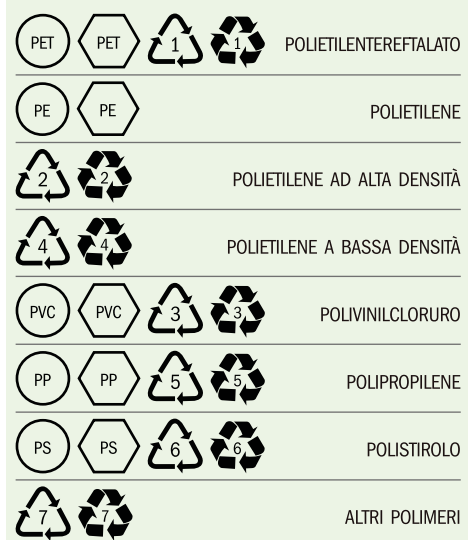 PET PET 1 1 POLIETILENTEREFTALATO
PE PE POLIETILENE
2 2 POLIETILENE AD ALTA DENSITÀ
4 4 POLIETILENE A BASSA DENSITÀ
PVC PVC 3 3 POLIVINILCLORURO
PP PP 5 5 POLIPROPILENE
PS PS 6 6 POLISTIROLO
7 7 ALTRI POLIMERI